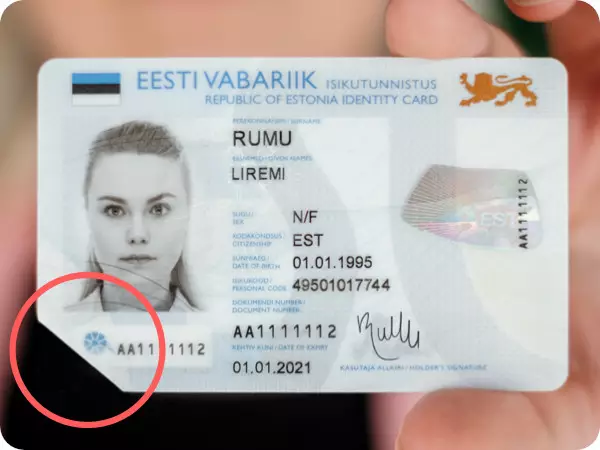 EESTI VABARIIK ISIKUTUNNISTUS
REPUBLIC OF ESTONIA IDENTITY CARD
PEREKONNANIMI / SURNAME
RUMU
EESNIMED / GIVEN NAMES
LIREMI
SUGU / SEX
N/F
KODAKONDSUS / CITIZENSHIP
EST
SÜNNIAEG / DATE OF BIRTH
01.01.1995
ISIKUKOOD / PERSONAL CODE
49501017744
DOKUMENDI NUMBER / DOCUMENT NUMBER
AA1111112
KEHTIV KUNI / DATE OF EXPIRY
01.01.2021
KASUTAJA ALLKIRI / HOLDER'S SIGNATURE
AA1111112
EST
AA1111112